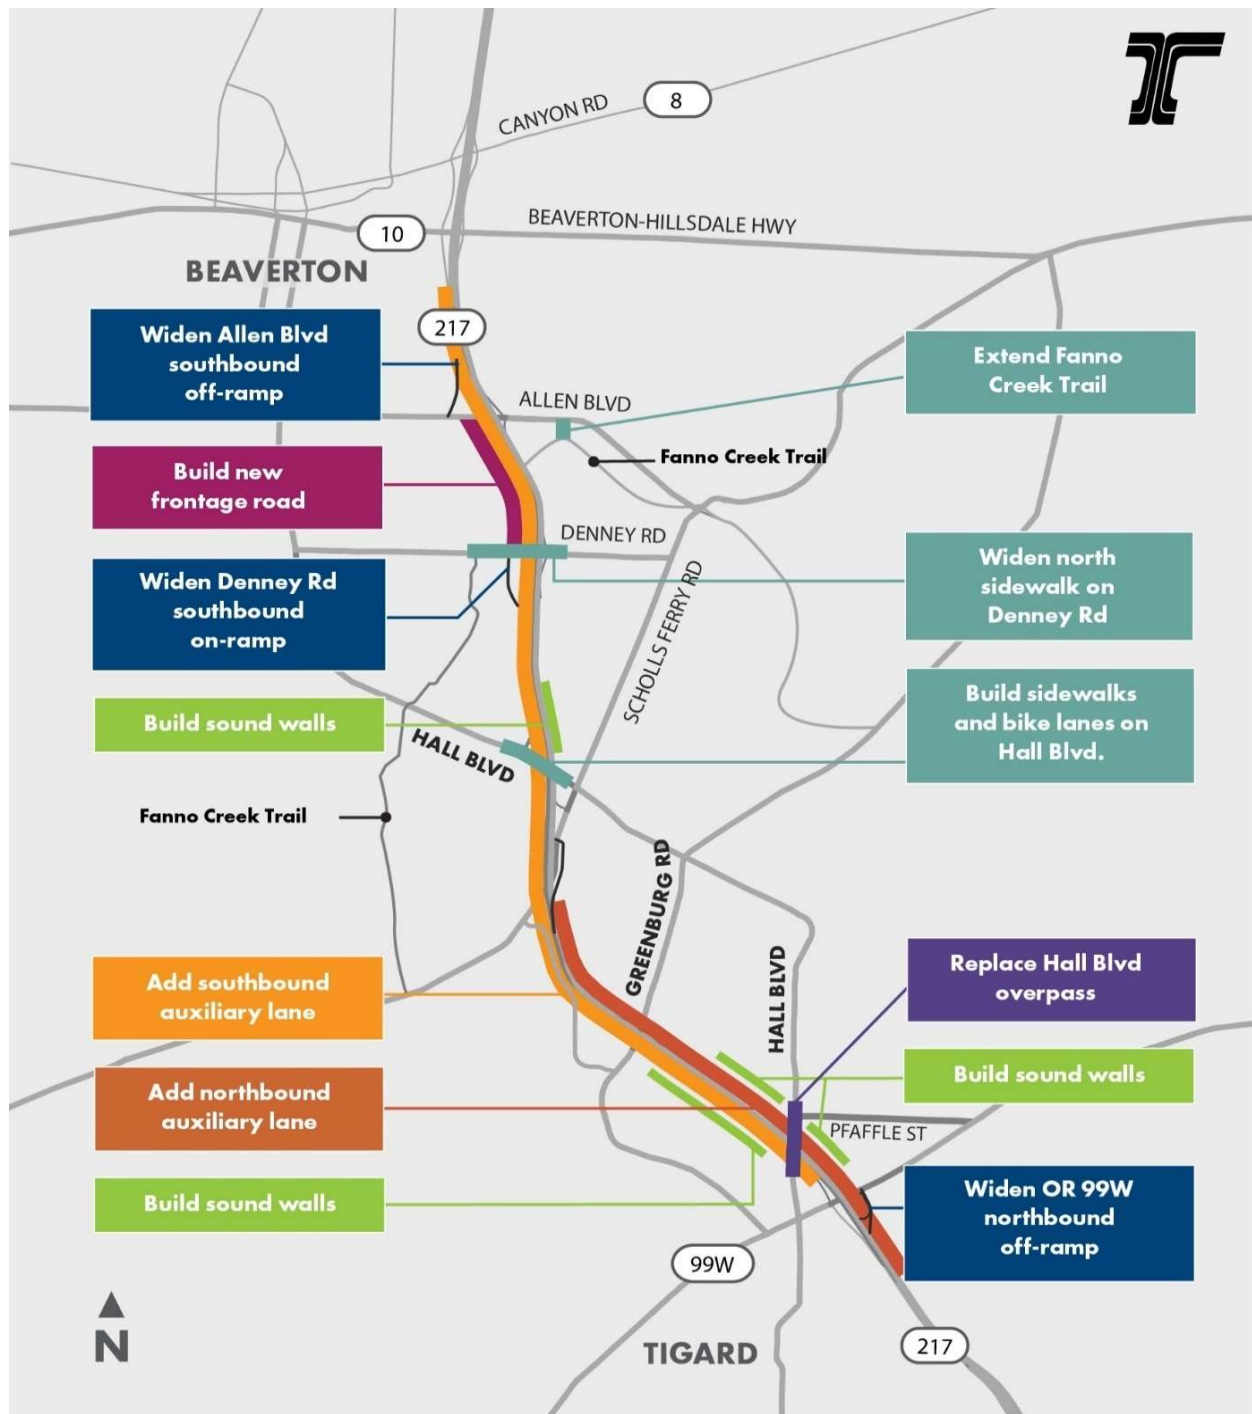 CANYON RD
8
BEAVERTON-HILLSDALE HWY
10
BEAVERTON
217
Widen Allen Blvd
southbound
off-ramp
Extend Fanno
Creek Trail
ALLEN BLVD
Fanno Creek Trail
Build new
frontage road
DENNEY RD
Widen north
sidewalk on
Denney Rd
Widen Denney Rd
southbound
on-ramp
SCHOLLS FERRY RD
Build sound walls
HALL BLVD
Build sidewalks
and bike lanes on
Hall Blvd.
Fanno Creek Trail
GREENBURG RD
HALL BLVD
Add southbound
auxiliary lane
Replace Hall Blvd
overpass
Add northbound
auxiliary lane
Build sound walls
PFAFFLE ST
Build sound walls
Widen OR 99W
northbound
off-ramp
99W
N
TIGARD
217